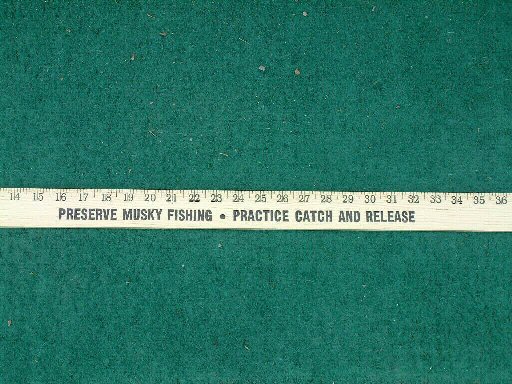 14 15 16 17 18 19 20 21 22 23 24 25 26 27 28 29 30 31 32 33 34 35 36
PRESERVE MUSKY FISHING • PRACTICE CATCH AND RELEASE